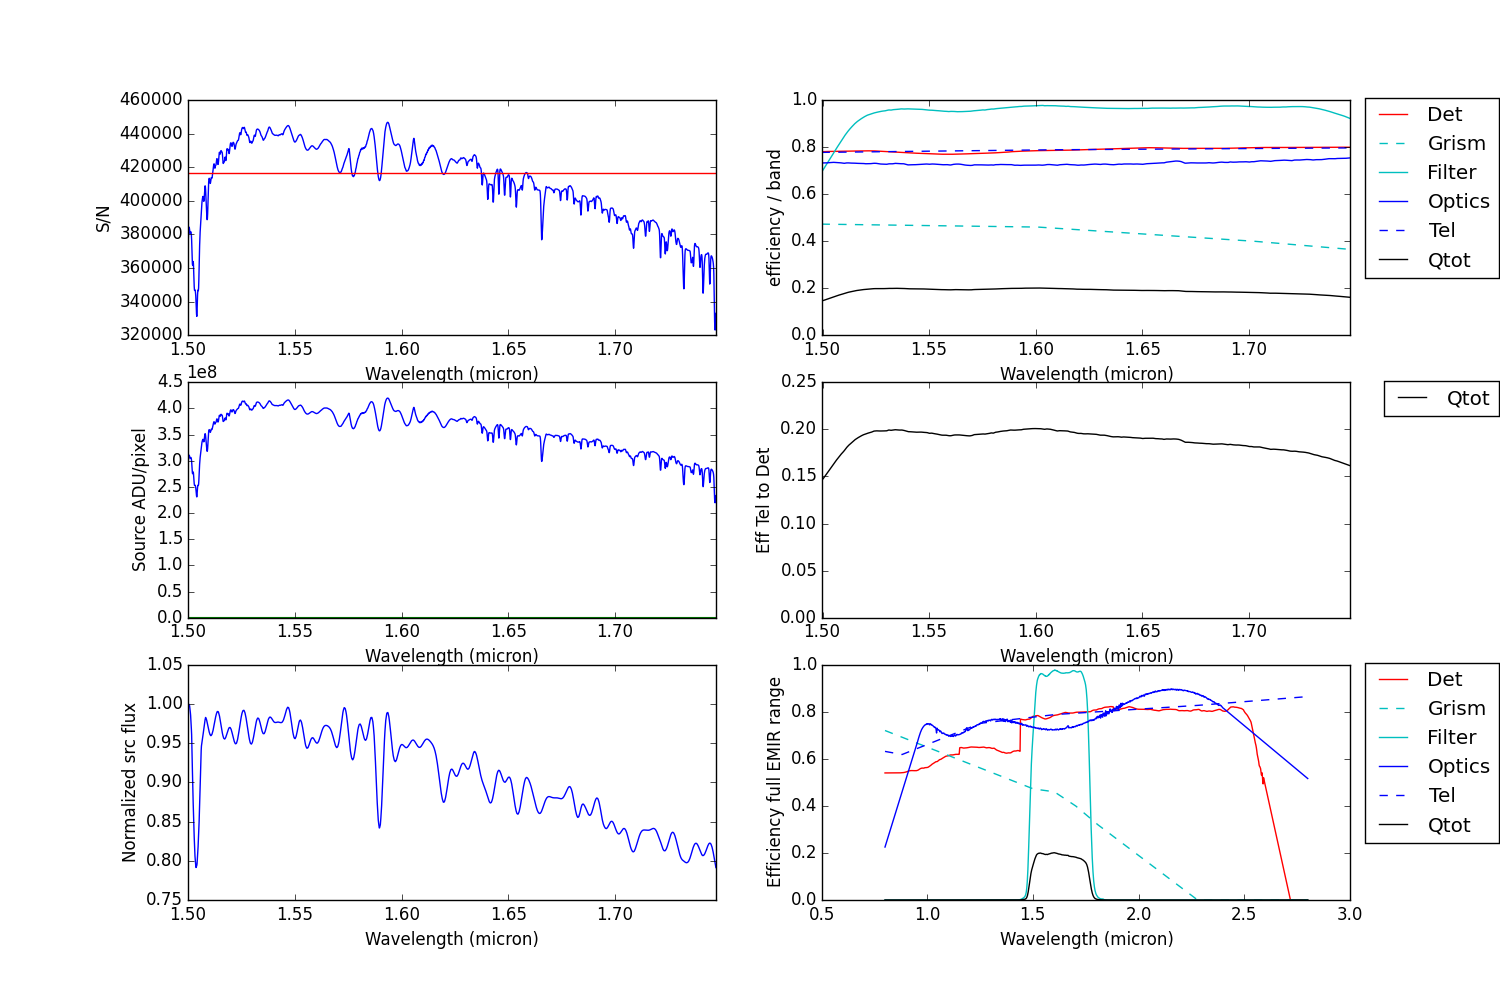 460000
440000
420000
400000
380000
360000
340000
320000
S/N
1.50 1.55 1.60 1.65 1.70
Wavelength (micron)
1.0
0.8
0.6
0.4
0.2
0.0
efficiency / band
1.50 1.55 1.60 1.65 1.70
Wavelength (micron)
Det
Grism
Filter
Optics
Tel
Qtot
1e8
4.5
4.0
3.5
3.0
2.5
2.0
1.5
1.0
0.5
0.0
Source ADU/pixel
1.50 1.55 1.60 1.65 1.70
Wavelength (micron)
0.25
0.20
0.15
0.10
0.05
0.00
Eff Tel to Det
1.50 1.55 1.60 1.65 1.70
Wavelength (micron)
Qtot
1.05
1.00
0.95
0.90
0.85
0.80
0.75
Normalized src flux
1.50 1.55 1.60 1.65 1.70
Wavelength (micron)
1.0
0.8
0.6
0.4
0.2
0.0
Efficiency full EMIR range
0.5 1.0 1.5 2.0 2.5 3.0
Wavelength (micron)
Det
Grism
Filter
Optics
Tel
Qtot